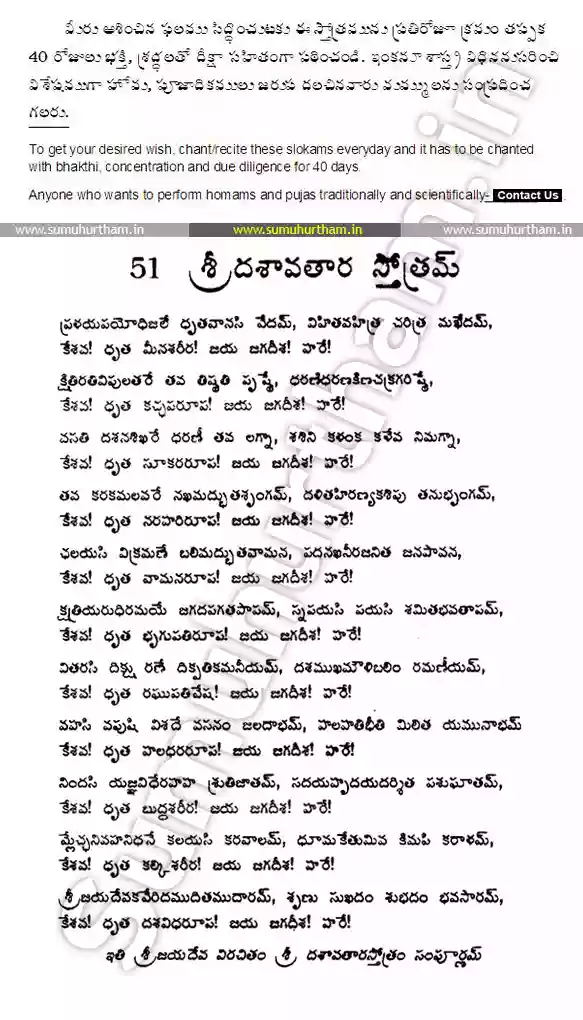 మీరు ఆశించిన ఫలము సిద్ధించుటకు ఈ స్తోత్రమును ప్రతిరోజూ క్రమం తప్పక
40 రోజులు భక్తి, శ్రద్ధలతో దీక్షా సహితంగా పఠించండి. ఇంకనూ శాస్త్ర విధిననుసరించి
విశేషముగా హోమ, పూజాదికములు జరుప దలచినవారు మమ్ములను సంప్రదించ
గలరు.
To get your desired wish, chant/recite these slokams everyday and it has to be chanted
with bhakthi, concentration and due diligence for 40 days.
Anyone who wants to perform homams and pujas traditionally and scientifically- Contact Us .
www.sumuhurtham.in www.sumuhurtham.in www.sumuhurtham.in
51 శ్రీదశావతార స్తోత్రమ్
ప్రళయపయోధిజలే ధృతవానసి వేదమ్, విహితవహిత్ర చరిత్ర మఖేదమ్,
కేశవ! ధృత మీనశరీర! జయ జగదీశ! హరే!
క్షితిరతివిపులతరే తవ తిష్ఠతి పృష్ఠే, ధరణిధరణకిణచక్రగరిష్ఠే,
కేశవ! ధృత కచ్ఛపరూప! జయ జగదీశ! హరే!
వసతి దశనశిఖరే ధరణీ తవ లగ్నా, శశిని కళంక కళేవ నిమగ్నా,
కేశవ! ధృత సూకరరూప! జయ జగదీశ! హరే!
తవ కరకమలవరే నఖమద్భుతశృంగమ్, దళితహిరణ్యకశిపు తనుభృంగమ్,
కేశవ! ధృత నరహరిరూప! జయ జగదీశ! హరే!
ఛలయసి విక్రమణే బలిమద్భుతవామన, పదనఖనీరజనిత జనపావన,
కేశవ! ధృత వామనరూప! జయ జగదీశ! హరే!
క్షత్రియరుధిరమయే జగదపగతపాపమ్, స్నపయసి పయసి శమితభవతాపమ్,
కేశవ! ధృత భృగుపతిరూప! జయ జగదీశ! హరే!
వితరసి దిక్షు రణే దిక్పతికమనీయమ్, దశముఖమౌళిబలిం రమణీయమ్,
కేశవ! ధృత రఘుపతివేష! జయ జగదీశ! హరే!
వహసి వపుషి విశదే వసనం జలదాభమ్, హలహతిభీతి మిలిత యమునాభమ్
కేశవ! ధృత హలధరరూప! జయ జగదీశ! హరే!
నిందసి యజ్ఞవిధేరహహ శ్రుతిజాతమ్, సదయహృదయదర్శిత పశుఘాతమ్,
కేశవ! ధృత బుద్ధశరీర! జయ జగదీశ! హరే!
మ్లేచ్ఛనివహనిధనే కలయసి కరవాలమ్, ధూమకేతుమివ కిమపి కరాళమ్,
కేశవ! ధృత కల్కిశరీర! జయ జగదీశ! హరే!
శ్రీజయదేవకవేరిదముదితముదారమ్, శృణు సుఖదం శుభదం భవసారమ్,
కేశవ! ధృత దశవిధరూప! జయ జగదీశ! హరే!
ఇతి శ్రీజయదేవ విరచితం శ్రీ దశావతారస్తోత్రం సంపూర్ణమ్
sumuhurtham.in